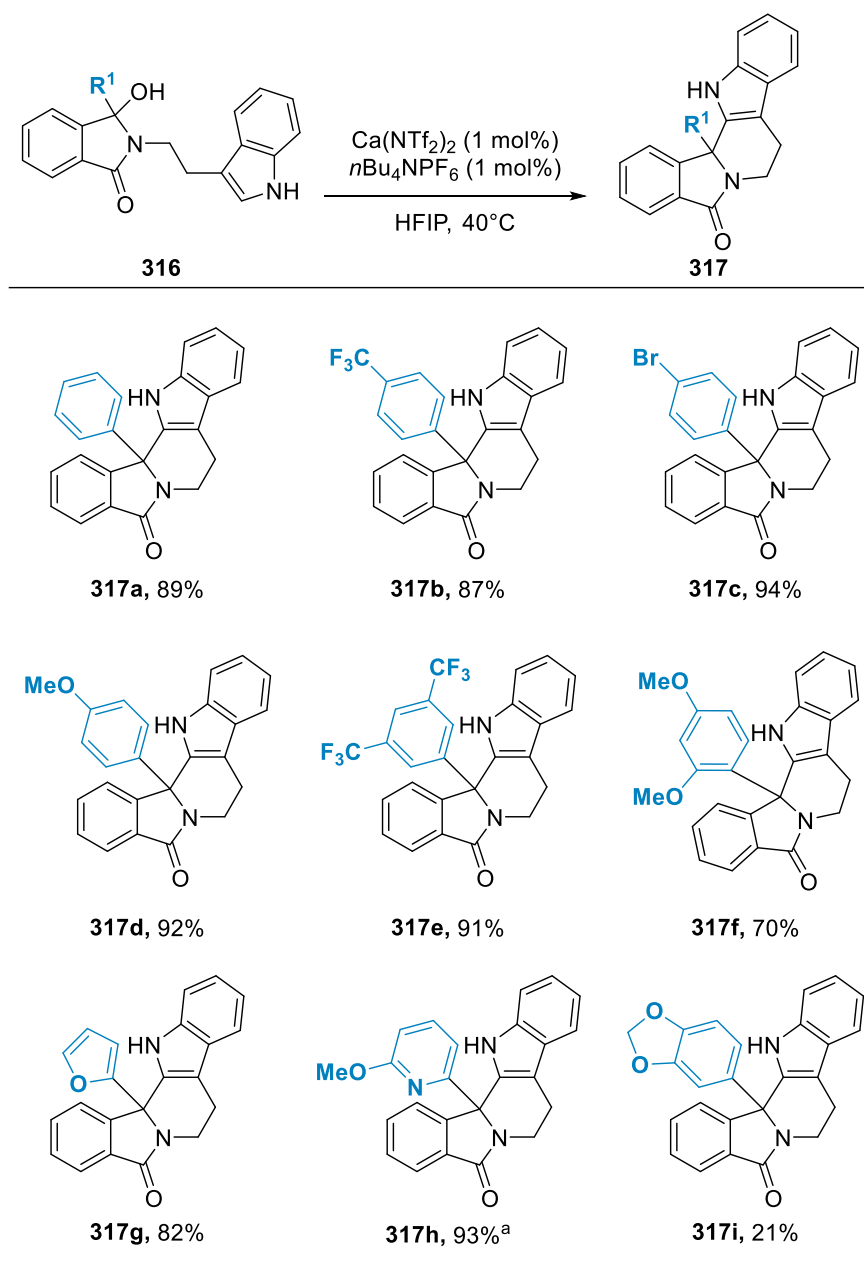 R¹
OH
N
O
NH
316
Ca(NTf₂)₂ (1 mol%)
nBu₄NPF₆ (1 mol%)
HFIP, 40°C
HN
R¹
N
O
317
HN
N
O
317a, 89%
F₃C
HN
N
O
317b, 87%
Br
HN
N
O
317c, 94%
MeO
HN
N
O
317d, 92%
CF₃
F₃C
HN
N
O
317e, 91%
MeO
MeO
HN
N
O
317f, 70%
O
HN
N
O
317g, 82%
MeO
N
HN
N
O
317h, 93%ᵃ
O
O
HN
N
O
317i, 21%